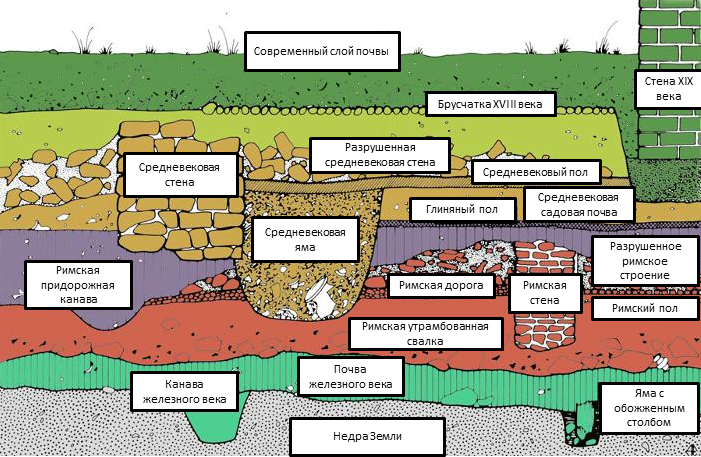 Современный слой почвы
Стена XIX
века
Брусчатка XVIII века
Разрушенная
средневековая стена
Средневековая
стена
Средневековый пол
Средневековая
садовая почва
Глиняный пол
Средневековая
яма
Разрушенное
римское
строение
Римская
придорожная
канава
Римская дорога
Римская
стена
Римский пол
Римская утрамбованная
свалка
Почва
железного века
Канава
железного века
Яма с
обожженным
столбом
Недра Земли
4